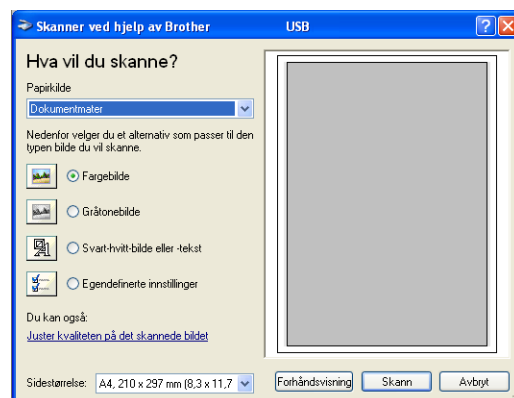 Skanner ved hjelp av Brother USB
Hva vil du skanne?
Papirkilde
Dokumentmater
Nedenfor velger du et alternativ som passer til den
typen bilde du vil skanne.
Fargebilde
Gråtonebilde
Svart-hvitt-bilde eller -tekst
Egendefinerte innstillinger
Du kan også:
Juster kvaliteten på det skannede bildet
Sidestørrelse: A4, 210 x 297 mm (8,3 x 11,7
Forhåndsvisning Skann Avbryt